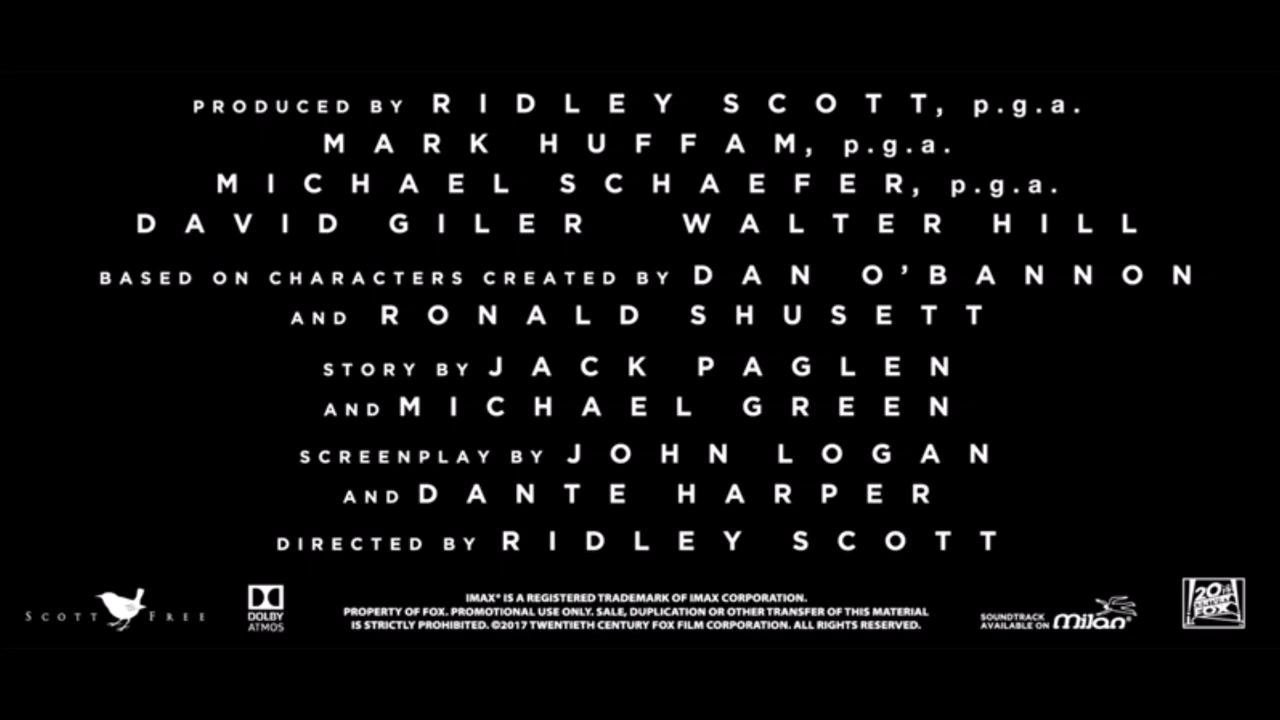 PRODUCED BY RIDLEY SCOTT, p.g.a.
MARK HUFFAM, p.g.a.
MICHAEL SCHAEFER, p.g.a.
DAVID GILER WALTER HILL
BASED ON CHARACTERS CREATED BY DAN O'BANNON
AND RONALD SHUSETT
STORY BY JACK PAGLEN
AND MICHAEL GREEN
SCREENPLAY BY JOHN LOGAN
AND DANTE HARPER
DIRECTED BY RIDLEY SCOTT
SCOTT FREE
DOLBY
ATMOS
IMAX® IS A REGISTERED TRADEMARK OF IMAX CORPORATION.
PROPERTY OF FOX. PROMOTIONAL USE ONLY. SALE, DUPLICATION OR OTHER TRANSFER OF THIS MATERIAL
IS STRICTLY PROHIBITED. ©2017 TWENTIETH CENTURY FOX FILM CORPORATION. ALL RIGHTS RESERVED.
SOUNDTRACK
AVAILABLE ON milan®
20th
CENTURY
FOX